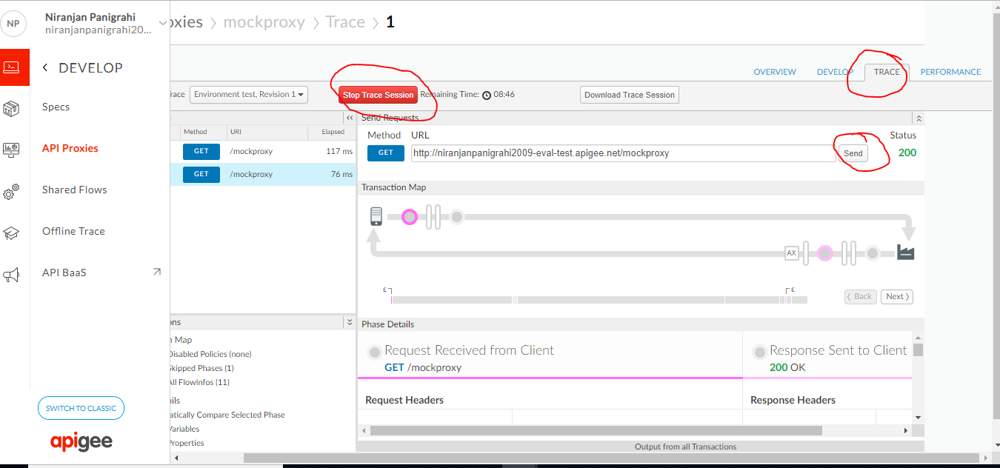 NP
Niranjan Panigrahi
niranjanpanigrahi20...
oxies > mockproxy > Trace > 1
DEVELOP
Specs
API Proxies
Shared Flows
Offline Trace
API BaaS
SWITCH TO CLASSIC
apigee
OVERVIEW DEVELOP TRACE PERFORMANCE
race Environment test, Revision 1 Stop Trace Session Remaining Time: 08:46 Download Trace Session
Method URI Elapsed
GET /mockproxy 117 ms
GET /mockproxy 76 ms
Send Requests
Method URL Status
GET http://niranjanpanigrahi2009-eval-test.apigee.net/mockproxy Send 200
Transaction Map
AX
ε ε
Back Next
ons
n Map
Disabled Policies (none)
Skipped Phases (1)
All FlowInfos (11)
ails
atically Compare Selected Phase
Variables
Properties
Phase Details
Request Received from Client
GET /mockproxy
Response Sent to Client
200 OK
Request Headers
Response Headers
Output from all Transactions